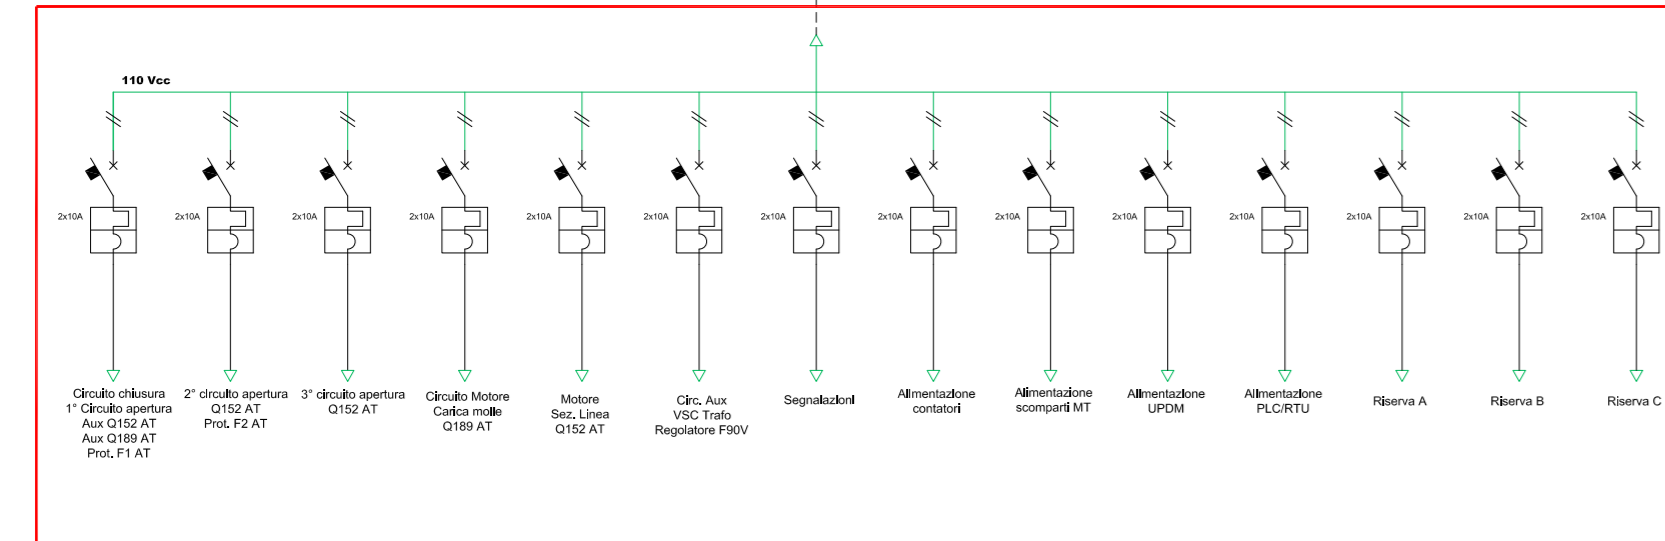 110 Vcc
2x10A
2x10A
2x10A
2x10A
2x10A
2x10A
2x10A
2x10A
2x10A
2x10A
2x10A
2x10A
2x10A
2x10A
Circuito chiusura
1° Circuito apertura
Aux Q152 AT
Aux Q189 AT
Prot. F1 AT
2° circuito apertura
Q152 AT
Prot. F2 AT
3° circuito apertura
Q152 AT
Circuito Motore
Carica molle
Q189 AT
Motore
Sez. Linea
Q152 AT
Circ. Aux
VSC Trafo
Regolatore F90V
Segnalazioni
Alimentazione
contatori
Alimentazione
scomparti MT
Alimentazione
UPDM
Alimentazione
PLC/RTU
Riserva A
Riserva B
Riserva C